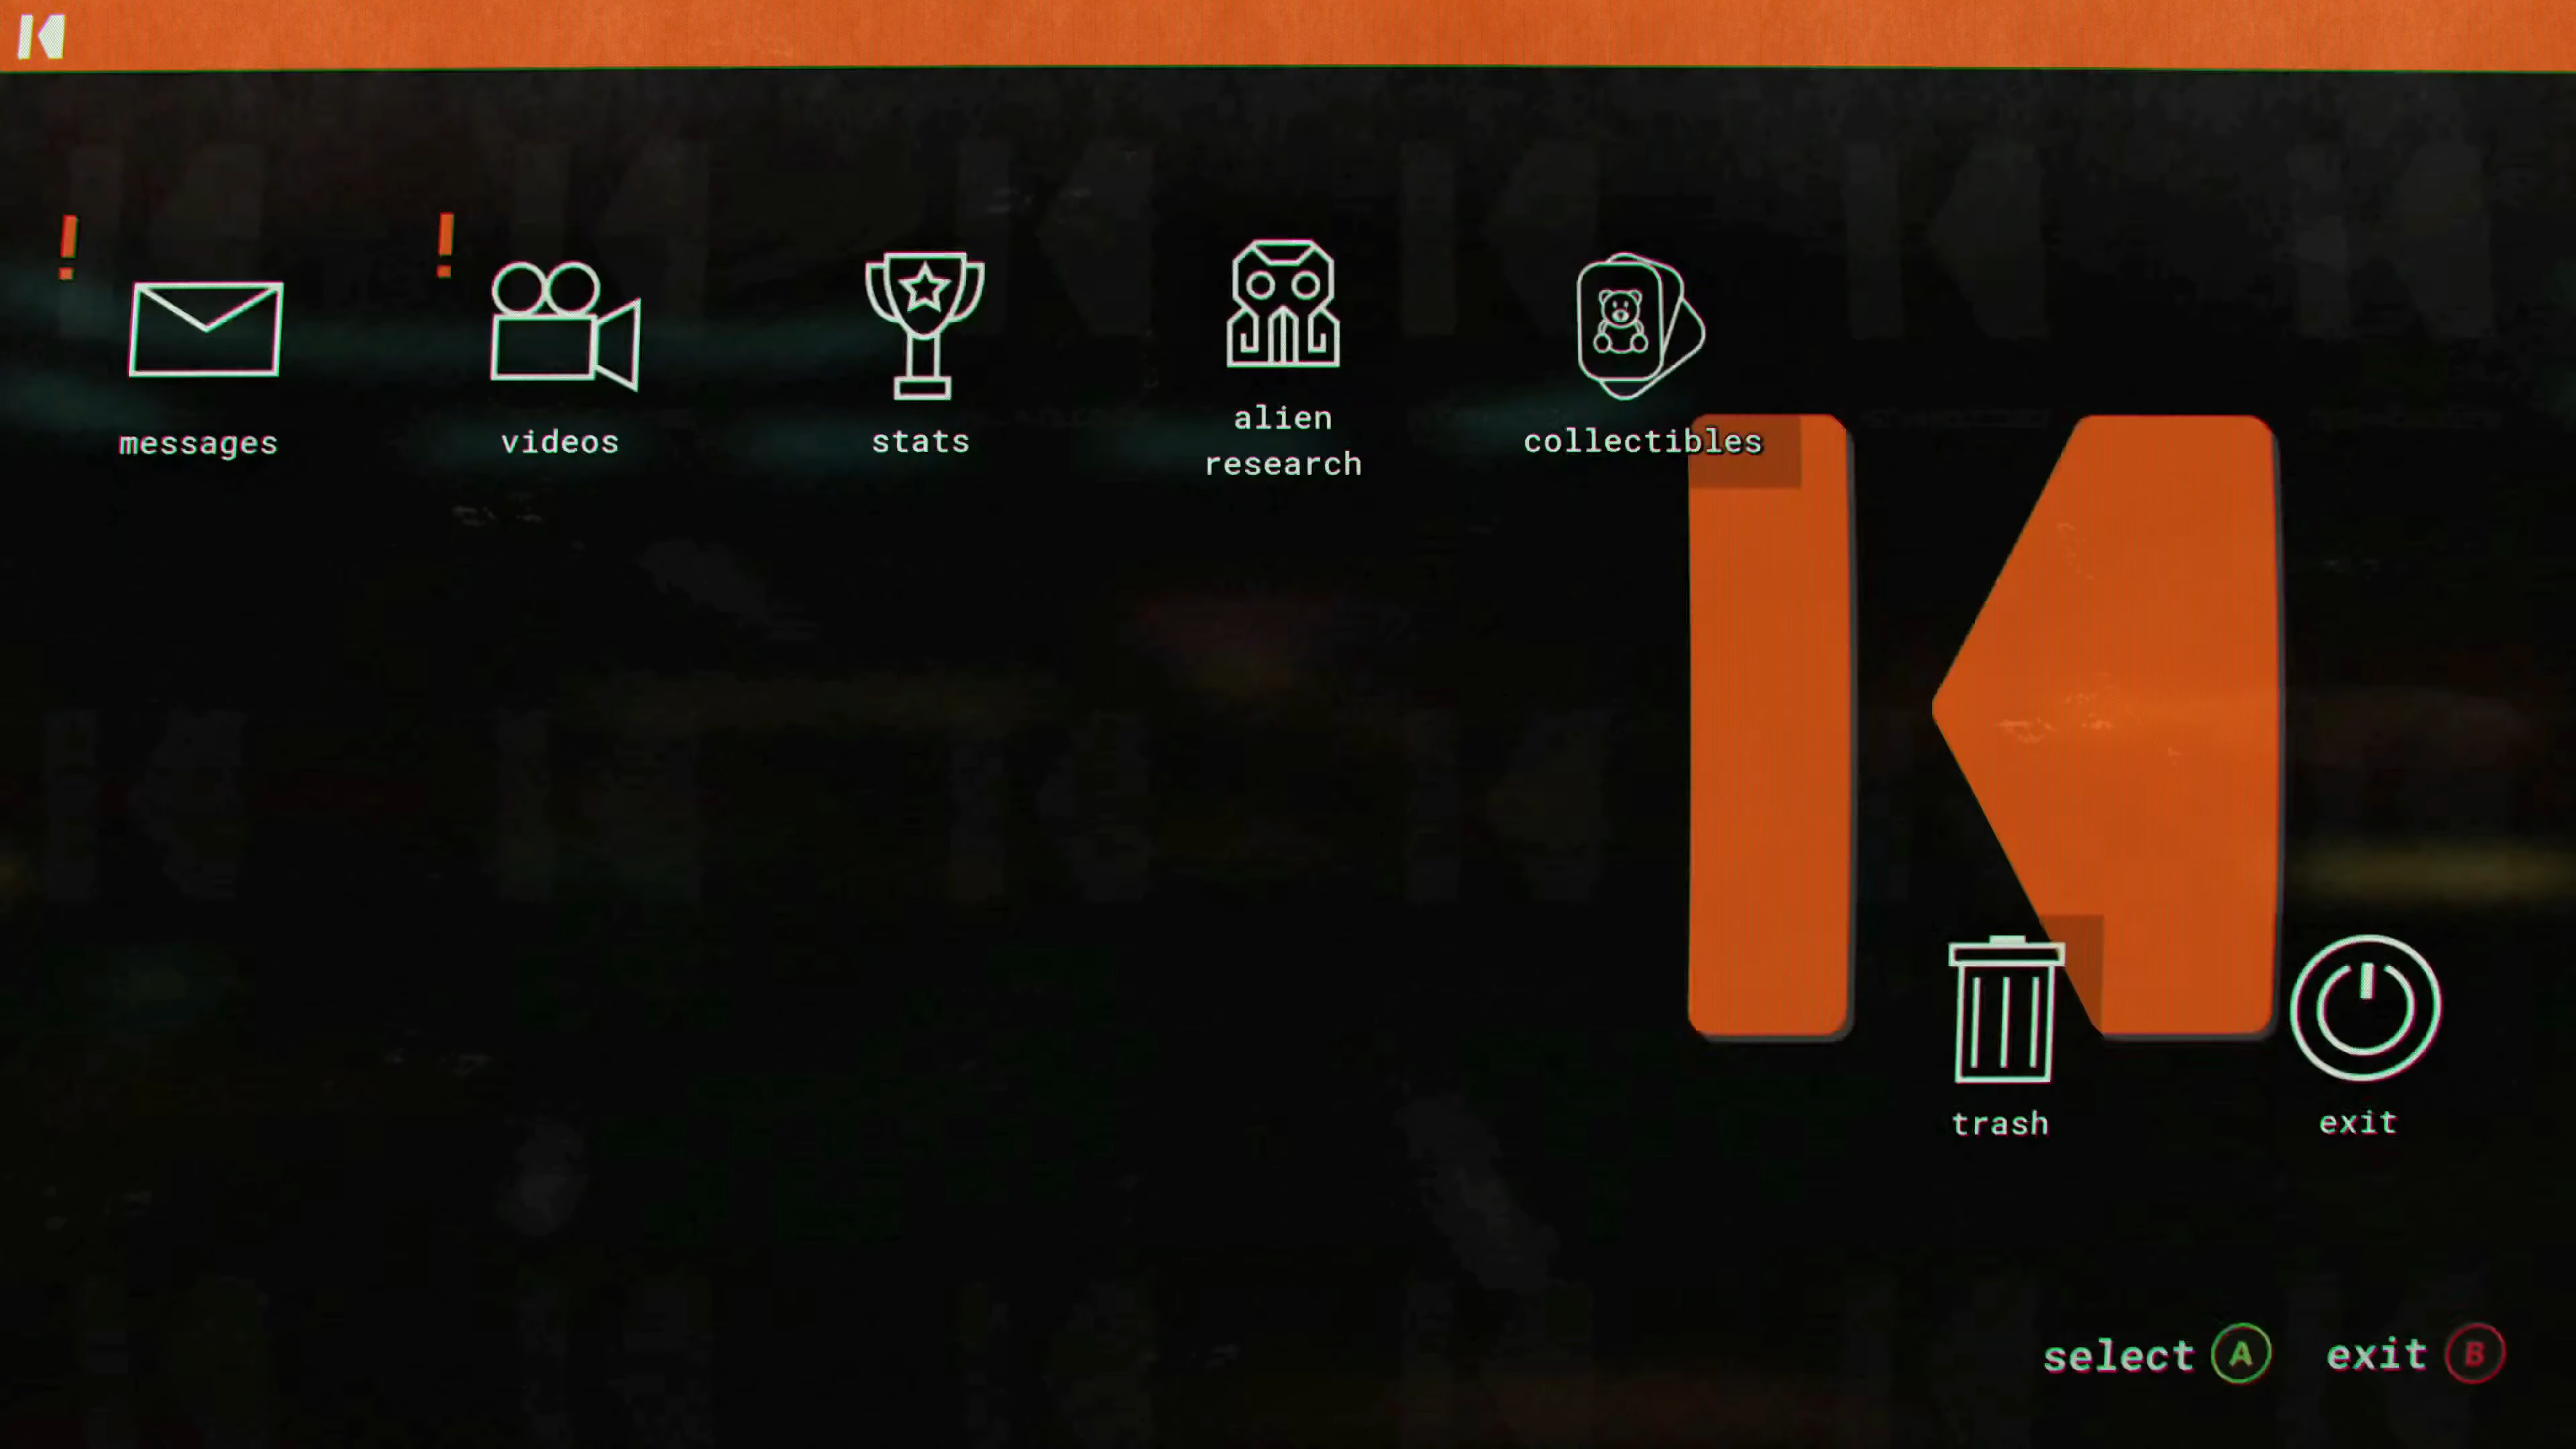 !
!
messages
videos
stats
alien
research
collectibles
trash
exit
select A
exit B